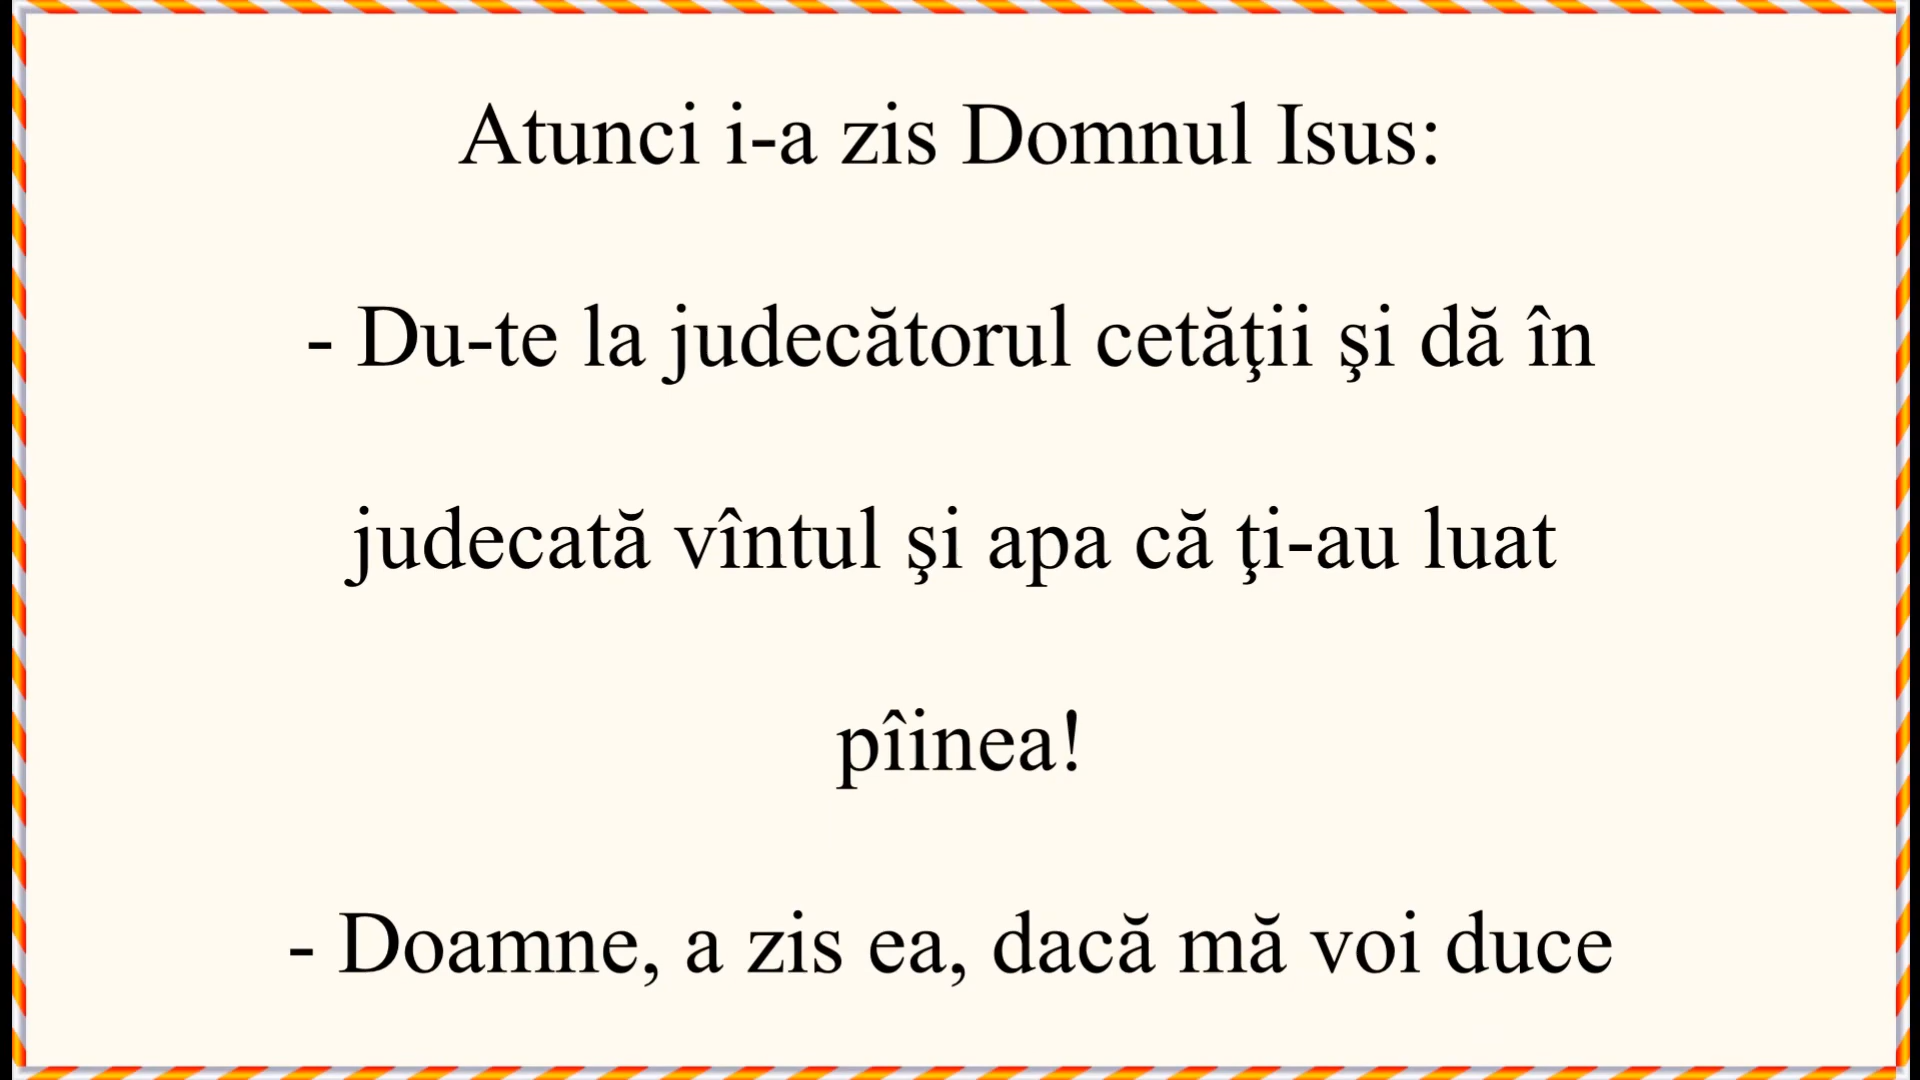 Atunci i-a zis Domnul Isus:
- Du-te la judecătorul cetăţii şi dă în
judecată vîntul şi apa că ţi-au luat
pîinea!
- Doamne, a zis ea, dacă mă voi duce